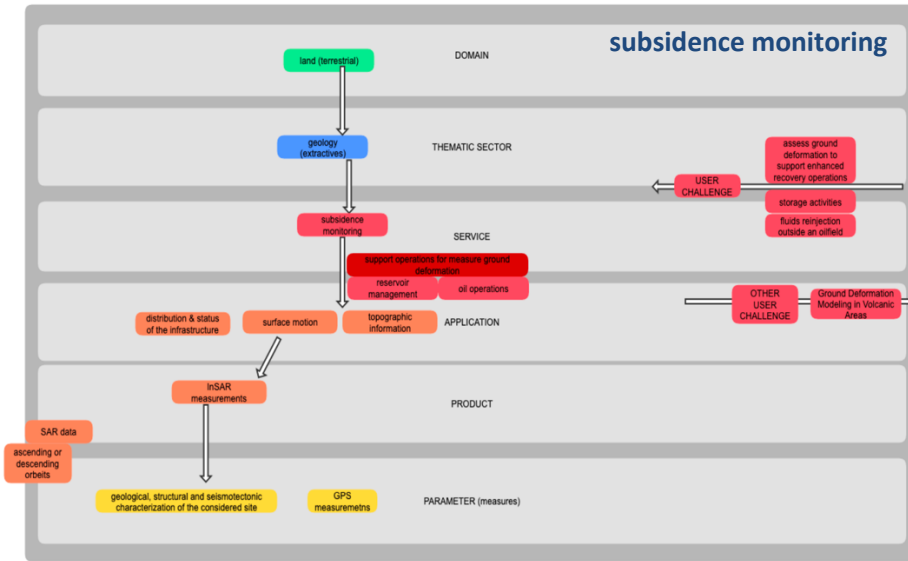 subsidence monitoring
DOMAIN
land (terrestrial)
geology
(extractives)
THEMATIC SECTOR
assess ground
deformation to
support enhanced
recovery operations
USER
CHALLENGE
storage activities
fluids reinjection
outside an oilfield
subsidence
monitoring
SERVICE
support operations for measure ground
deformation
reservoir
management
oil operations
distribution & status
of the infrastructure
surface motion
topographic
information
APPLICATION
OTHER
USER
CHALLENGE
Ground Deformation
Modeling in Volcanic
Areas
InSAR
measurements
PRODUCT
SAR data
ascending or
descending
orbeits
geological, structural and seismotectonic
characterization of the considered site
GPS
measuremetns
PARAMETER (measures)